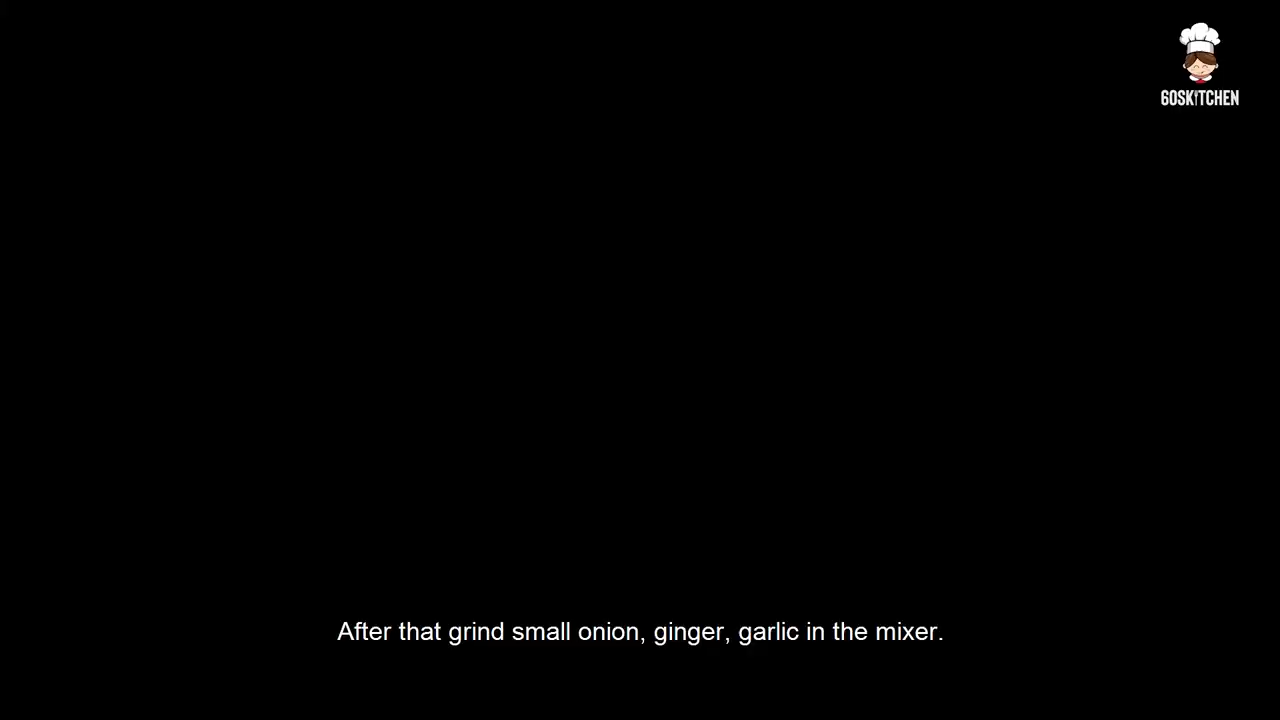 60SKITCHEN
After that grind small onion, ginger, garlic in the mixer.